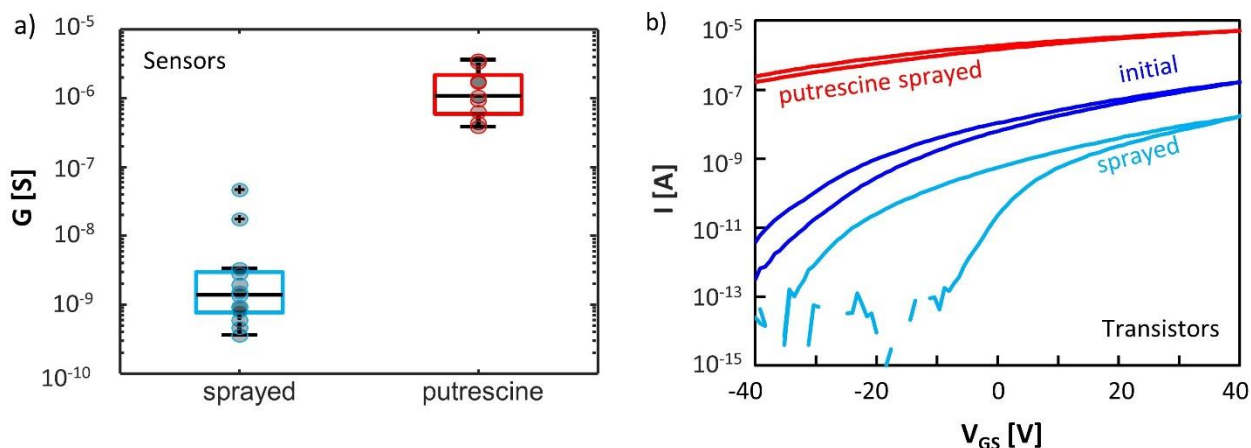 a)
Sensors
G [S]
10⁻⁵
10⁻⁶
10⁻⁷
10⁻⁸
10⁻⁹
10⁻¹⁰
sprayed
putrescine
b)
I [A]
10⁻⁵
10⁻⁷
10⁻⁹
10⁻¹¹
10⁻¹³
10⁻¹⁵
putrescine sprayed
initial
sprayed
Transistors
-40
-20
0
20
40
V_GS [V]